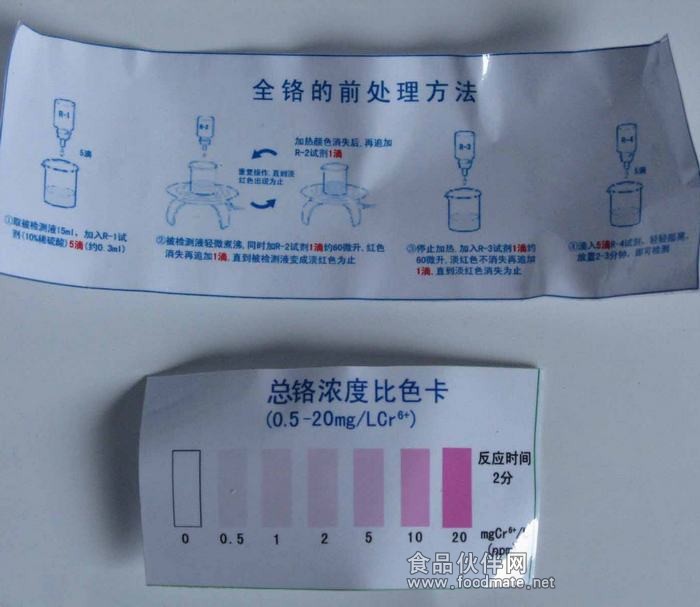 全铬的前处理方法
R-1
5滴
R-2
加热颜色消失后,再追加
R-2试剂1滴
重复操作,直到淡
红色出现为止
R-3
R-4
5滴
①取被检测液15ml, 加入R-1试
剂(10%稀硫酸)5滴(约0.3ml)
②被检测液轻微煮沸,同时加R-2试剂1滴约60微升,红色
消失再追加1滴,直到被检测液变成淡红色为止
③停止加热, 加入R-3试剂1滴约
60微升,淡红色不消失再追加
1滴,直到淡红色消失为止
④滴入5滴R-4试剂, 轻轻摇离,
放置2-3分钟, 即可检测
总铬浓度比色卡
(0.5-20mg/LCr⁶⁺)
反应时间
2分
0 0.5 1 2 5 10 20 mgCr⁶⁺/
(ppm
食品伙伴网
www.foodmate.net